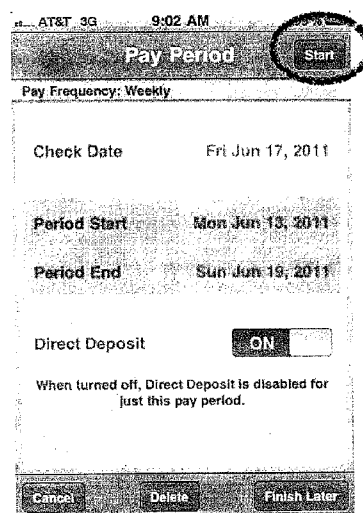 AT&T 3G 9:02 AM
Pay Period Start
Pay Frequency: Weekly
Check Date Fri Jun 17, 2011
Period Start Mon Jun 13, 2011
Period End Sun Jun 19, 2011
Direct Deposit ON
When turned off, Direct Deposit is disabled for
just this pay period.
Cancel Delete Finish Later